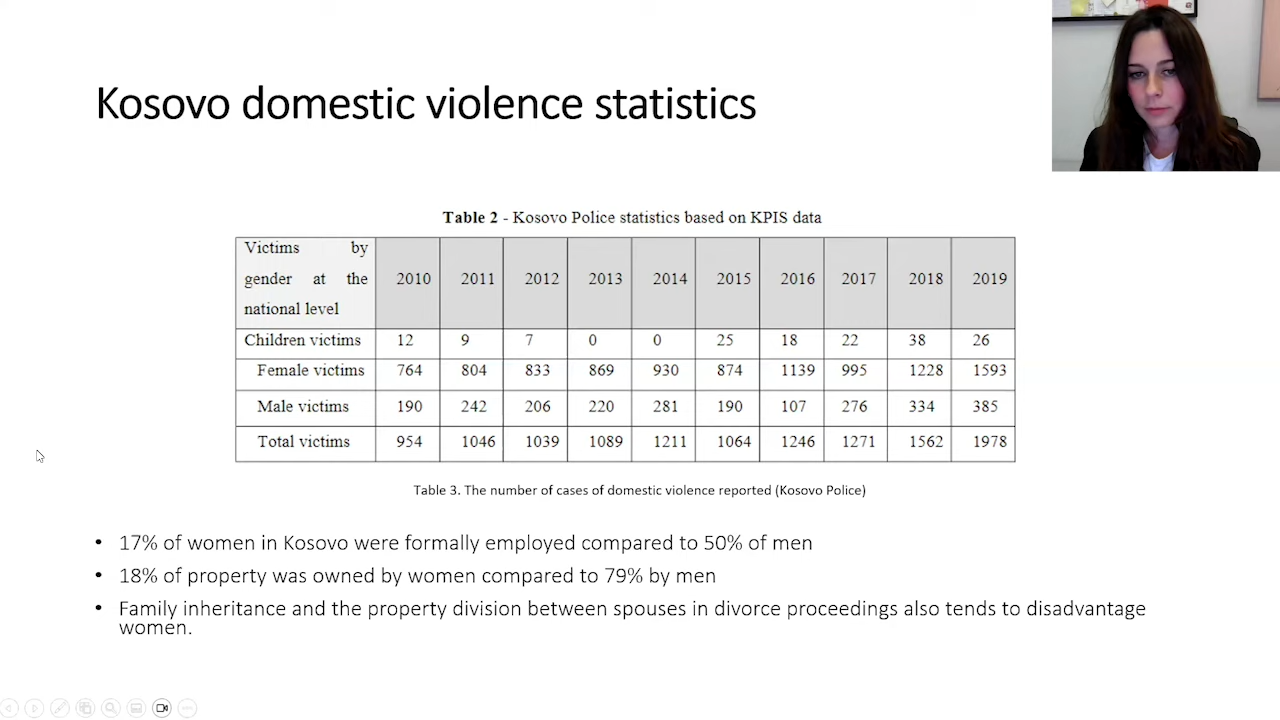 Kosovo domestic violence statistics
Table 2 - Kosovo Police statistics based on KPIS data
Victims by gender at the national level 2010 2011 2012 2013 2014 2015 2016 2017 2018 2019
Children victims 12 9 7 0 0 25 18 22 38 26
Female victims 764 804 833 869 930 874 1139 995 1228 1593
Male victims 190 242 206 220 281 190 107 276 334 385
Total victims 954 1046 1039 1089 1211 1064 1246 1271 1562 1978
Table 3. The number of cases of domestic violence reported (Kosovo Police)
• 17% of women in Kosovo were formally employed compared to 50% of men
• 18% of property was owned by women compared to 79% by men
• Family inheritance and the property division between spouses in divorce proceedings also tends to disadvantage
women.